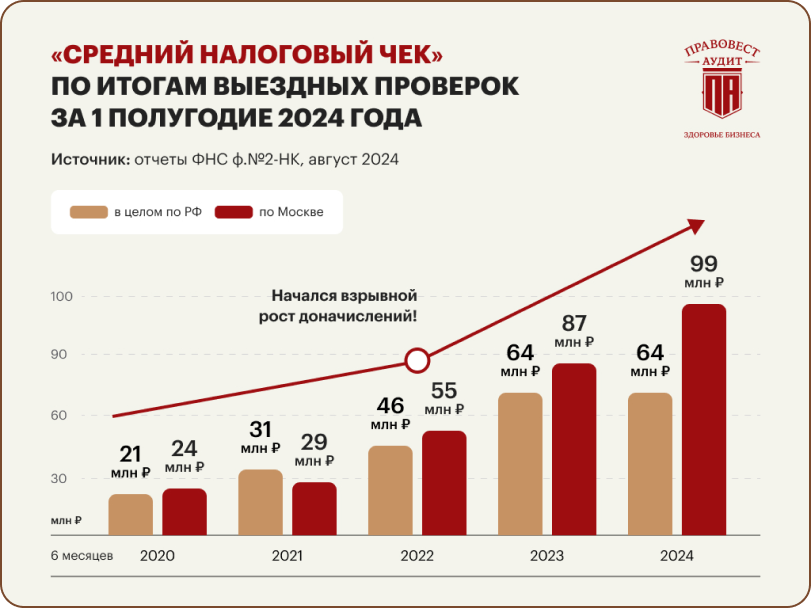 «СРЕДНИЙ НАЛОГОВЫЙ ЧЕК»
ПО ИТОГАМ ВЫЕЗДНЫХ ПРОВЕРОК
ЗА 1 ПОЛУГОДИЕ 2024 ГОДА
ПРАВОВЕСТ
АУДИТ
ПА
ЗДОРОВЬЕ БИЗНЕСА
Источник: отчеты ФНС ф.№2-НК, август 2024
в целом по РФ по Москве
Начался взрывной
рост доначислений!
100
90
60
30
млн ₽
21
млн ₽
24
млн ₽
31
млн ₽
29
млн ₽
46
млн ₽
55
млн ₽
64
млн ₽
87
млн ₽
64
млн ₽
99
млн ₽
6 месяцев 2020 2021 2022 2023 2024